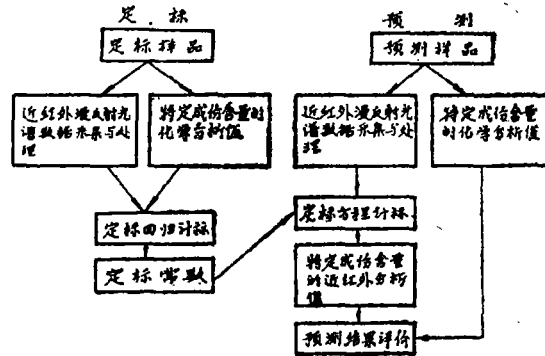 定标
定标样品
近红外漫反射光
谱数据采集与处
理
特定成份含量的
化学分析值
定标回归计标
定标常数
预测
预测样品
近红外漫反射光
谱数据采集与处
理
特定成份含量
的化学分析值
定标方程计标
特定成份含量
的近红外分析
值
预测结果评价